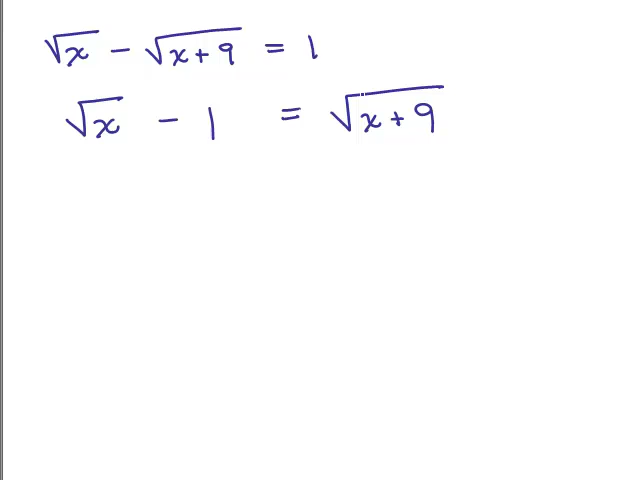 √x - √(x+9) = 1
√x - 1 = √(x+9)